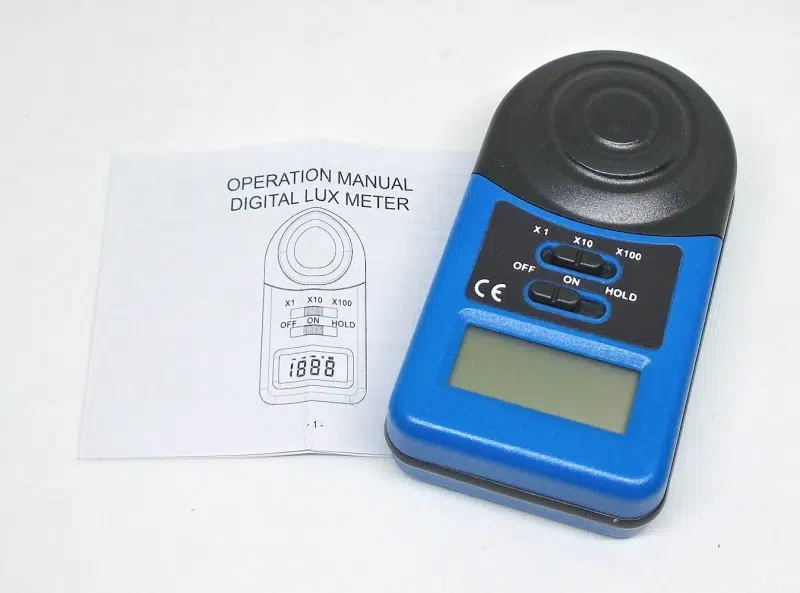 OPERATION MANUAL
DIGITAL LUX METER
X1 X10 X100
OFF ON HOLD
1888
- 1 -
X1 X10 X100
OFF ON HOLD
CE